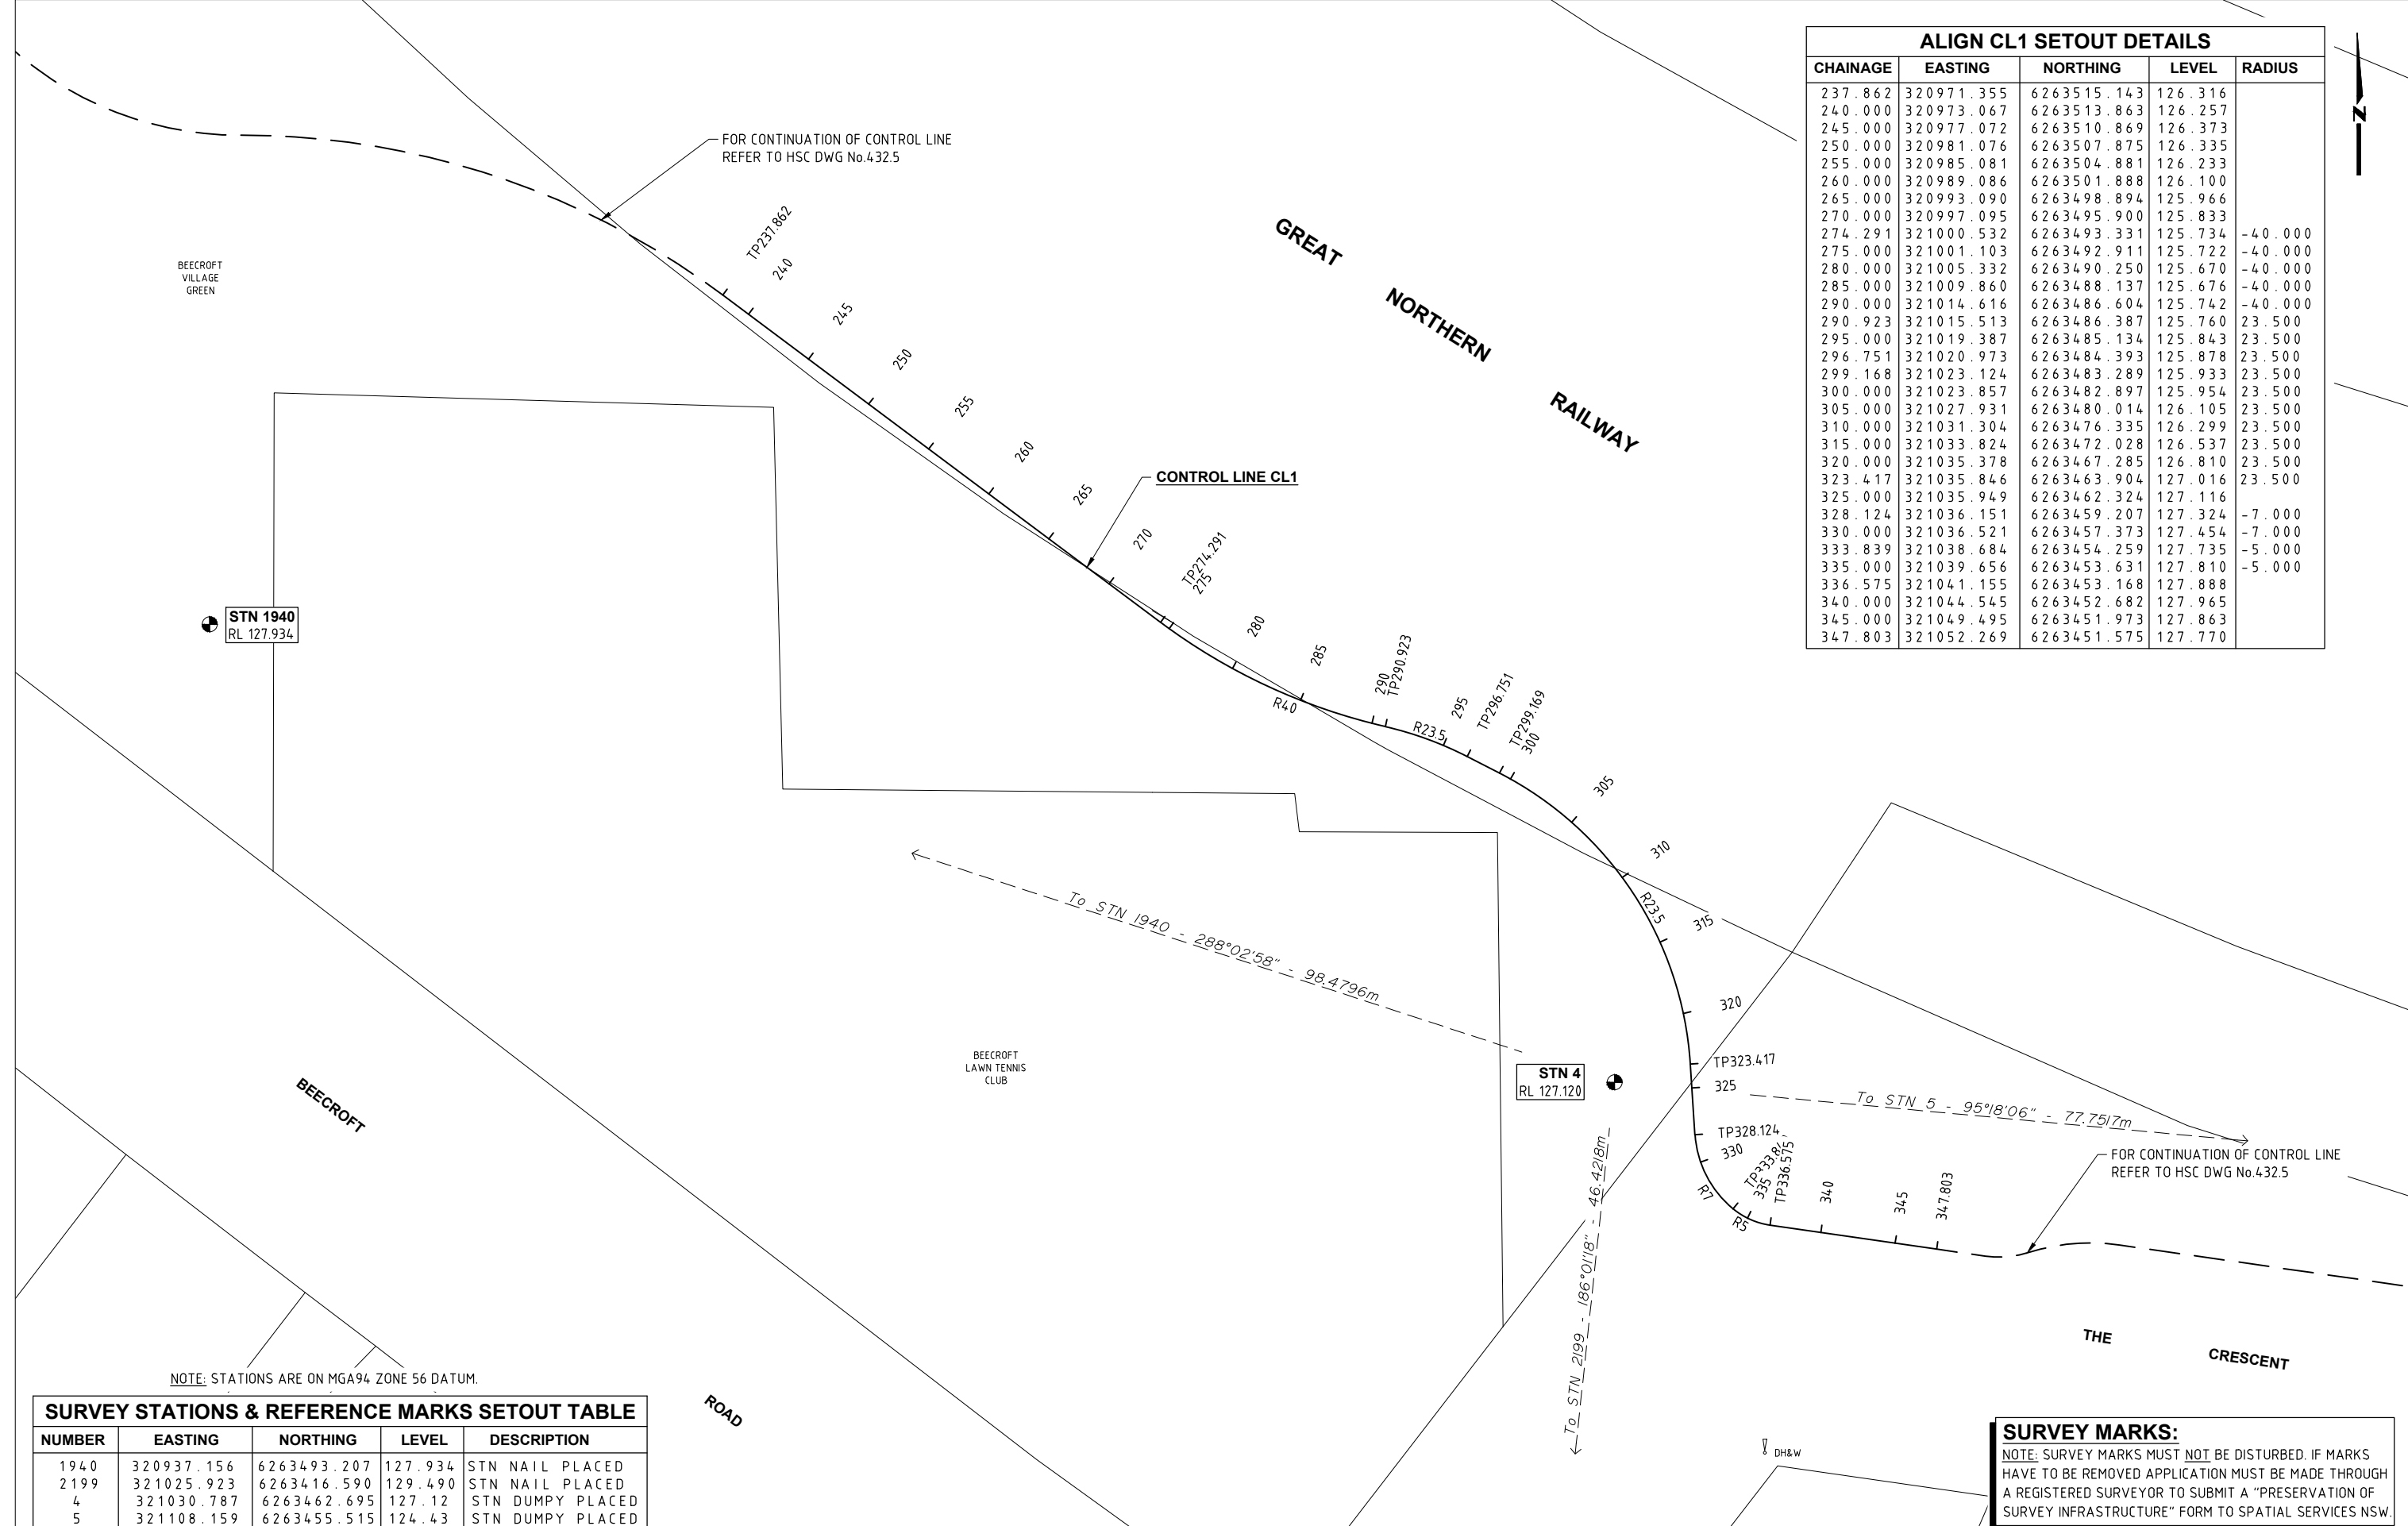 ALIGN CL1 SETOUT DETAILS
CHAINAGE EASTING NORTHING LEVEL RADIUS
237.862 320971.355 6263515.143 126.316
240.000 320973.067 6263513.863 126.257
245.000 320977.072 6263510.869 126.373
250.000 320981.076 6263507.875 126.335
255.000 320985.081 6263504.881 126.233
260.000 320989.086 6263501.888 126.100
265.000 320993.090 6263498.894 125.966
270.000 320997.095 6263495.900 125.833
274.291 321000.532 6263493.331 125.734 -40.000
275.000 321001.103 6263492.911 125.722 -40.000
280.000 321005.332 6263490.250 125.670 -40.000
285.000 321009.860 6263488.137 125.676 -40.000
290.000 321014.616 6263486.604 125.742 -40.000
290.923 321015.513 6263486.387 125.760 23.500
295.000 321019.387 6263485.134 125.843 23.500
296.751 321020.973 6263484.393 125.878 23.500
299.168 321023.124 6263483.289 125.933 23.500
300.000 321023.857 6263482.897 125.954 23.500
305.000 321027.931 6263480.014 126.105 23.500
310.000 321031.304 6263476.335 126.299 23.500
315.000 321033.824 6263472.028 126.537 23.500
320.000 321035.378 6263467.285 126.810 23.500
323.417 321035.846 6263463.904 127.016 23.500
325.000 321035.949 6263462.324 127.116
328.124 321036.151 6263459.207 127.324 -7.000
330.000 321036.521 6263457.373 127.454 -7.000
333.839 321038.684 6263454.259 127.735 -5.000
335.000 321039.656 6263453.631 127.810 -5.000
336.575 321041.155 6263453.168 127.888
340.000 321044.545 6263452.682 127.965
345.000 321049.495 6263451.973 127.863
347.803 321052.269 6263451.575 127.770
N
FOR CONTINUATION OF CONTROL LINE
REFER TO HSC DWG No.432.5
BEECROFT
VILLAGE
GREEN
GREAT
NORTHERN
RAILWAY
TP237.862
240
245
250
255
260
265
CONTROL LINE CL1
270
TP274.291
275
280
285
290
TP290.923
295
TP296.751
TP299.169
300
R40
R23.5
305
310
R23.5
315
320
TP323.417
325
TP328.124
330
335
TP336.575
340
345
347.803
R7
R5
STN 1940
RL 127.934
To STN 1940 - 288°02'58" - 98.4796m
BEECROFT
LAWN TENNIS
CLUB
STN 4
RL 127.120
To STN 5 - 95°18'06" - 77.7517m
To STN 2199 - 186°01'18" - 46.4218m
FOR CONTINUATION OF CONTROL LINE
REFER TO HSC DWG No.432.5
BEECROFT
ROAD
THE
CRESCENT
DH&W
NOTE: STATIONS ARE ON MGA94 ZONE 56 DATUM.
SURVEY STATIONS & REFERENCE MARKS SETOUT TABLE
NUMBER EASTING NORTHING LEVEL DESCRIPTION
1940 320937.156 6263493.207 127.934 STN NAIL PLACED
2199 321025.923 6263416.590 129.490 STN NAIL PLACED
4 321030.787 6263462.695 127.12 STN DUMPY PLACED
5 321108.159 6263455.515 124.43 STN DUMPY PLACED
SURVEY MARKS:
NOTE: SURVEY MARKS MUST NOT BE DISTURBED. IF MARKS
HAVE TO BE REMOVED APPLICATION MUST BE MADE THROUGH
A REGISTERED SURVEYOR TO SUBMIT A "PRESERVATION OF
SURVEY INFRASTRUCTURE" FORM TO SPATIAL SERVICES NSW.